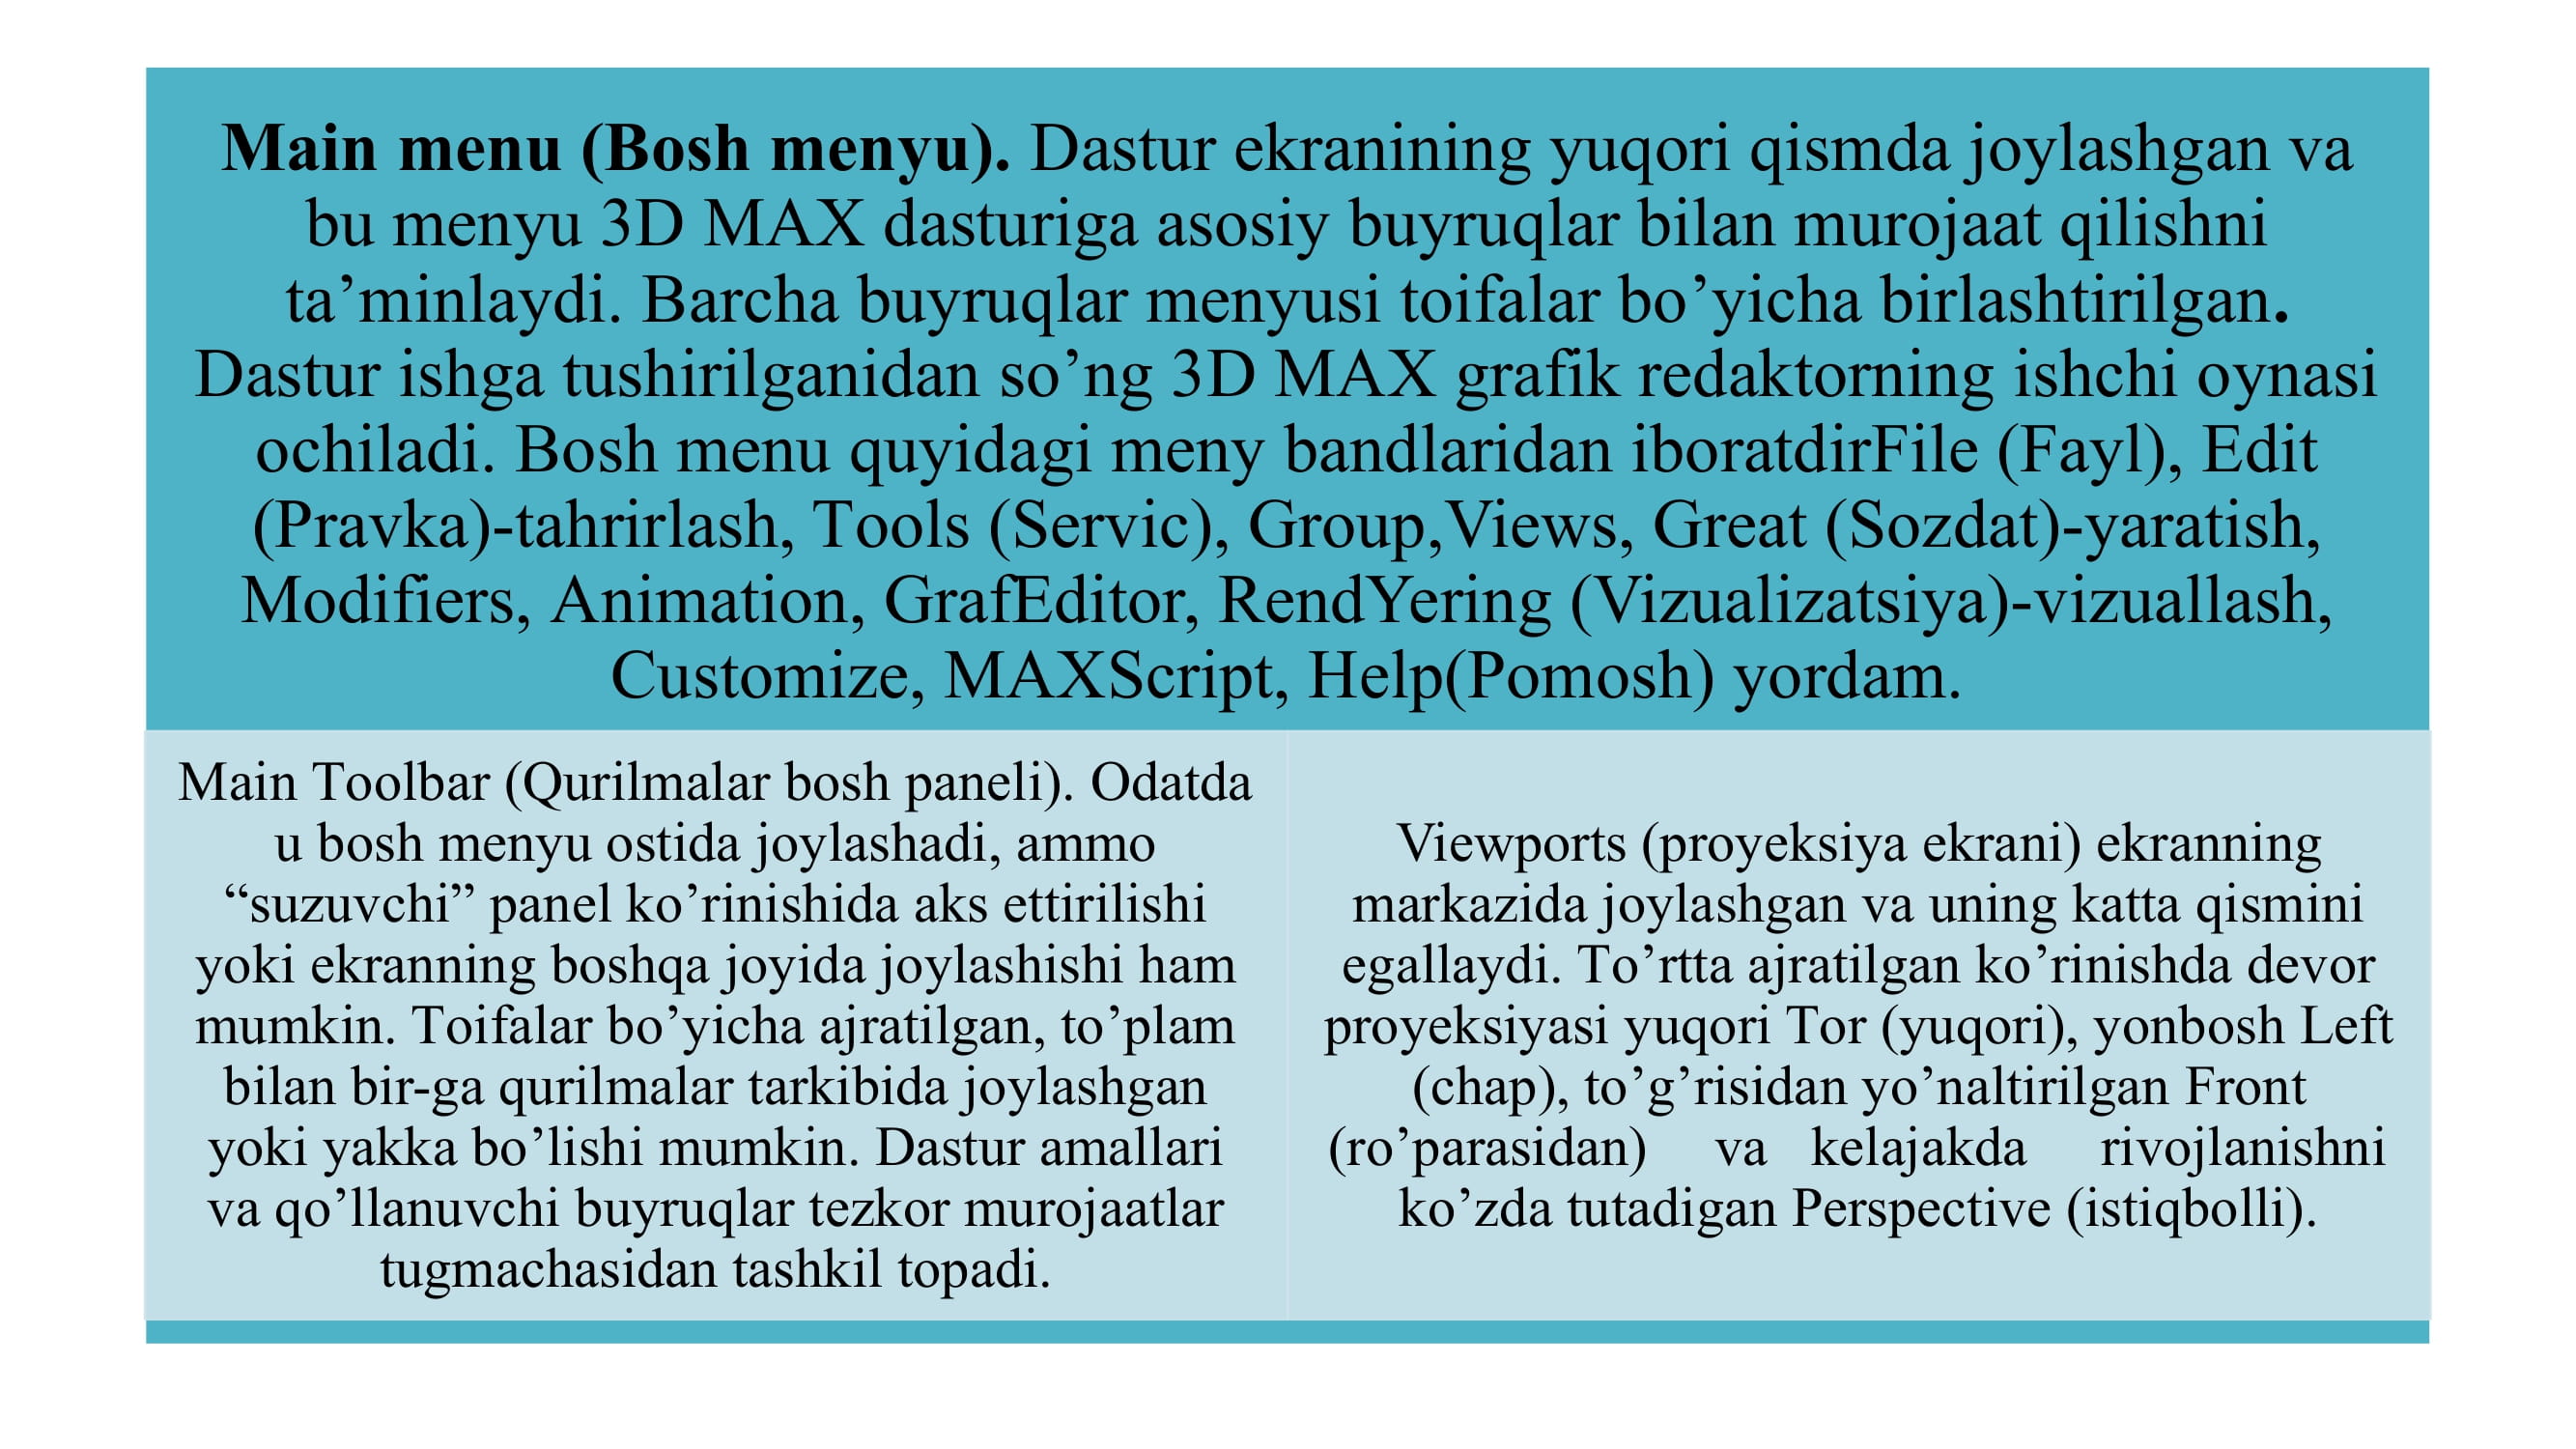 Main menu (Bosh menyu). Dastur ekranining yuqori qismda joylashgan va
bu menyu 3D MAX dasturiga asosiy buyruqlar bilan murojaat qilishni
ta’minlaydi. Barcha buyruqlar menyusi toifalar bo’yicha birlashtirilgan.
Dastur ishga tushirilganidan so’ng 3D MAX grafik redaktorning ishchi oynasi
ochiladi. Bosh menu quyidagi meny bandlaridan iboratdirFile (Fayl), Edit
(Pravka)-tahrirlash, Tools (Servic), Group,Views, Great (Sozdat)-yaratish,
Modifiers, Animation, GrafEditor, RendYering (Vizualizatsiya)-vizuallash,
Customize, MAXScript, Help(Pomosh) yordam.
Main Toolbar (Qurilmalar bosh paneli). Odatda
u bosh menyu ostida joylashadi, ammo
“suzuvchi” panel ko’rinishida aks ettirilishi
yoki ekranning boshqa joyida joylashishi ham
mumkin. Toifalar bo’yicha ajratilgan, to’plam
bilan bir-ga qurilmalar tarkibida joylashgan
yoki yakka bo’lishi mumkin. Dastur amallari
va qo’llanuvchi buyruqlar tezkor murojaatlar
tugmachasidan tashkil topadi.
Viewports (proyeksiya ekrani) ekranning
markazida joylashgan va uning katta qismini
egallaydi. To’rtta ajratilgan ko’rinishda devor
proyeksiyasi yuqori Tor (yuqori), yonbosh Left
(chap), to’g’risidan yo’naltirilgan Front
(ro’parasidan) va kelajakda rivojlanishni
ko’zda tutadigan Perspective (istiqbolli).